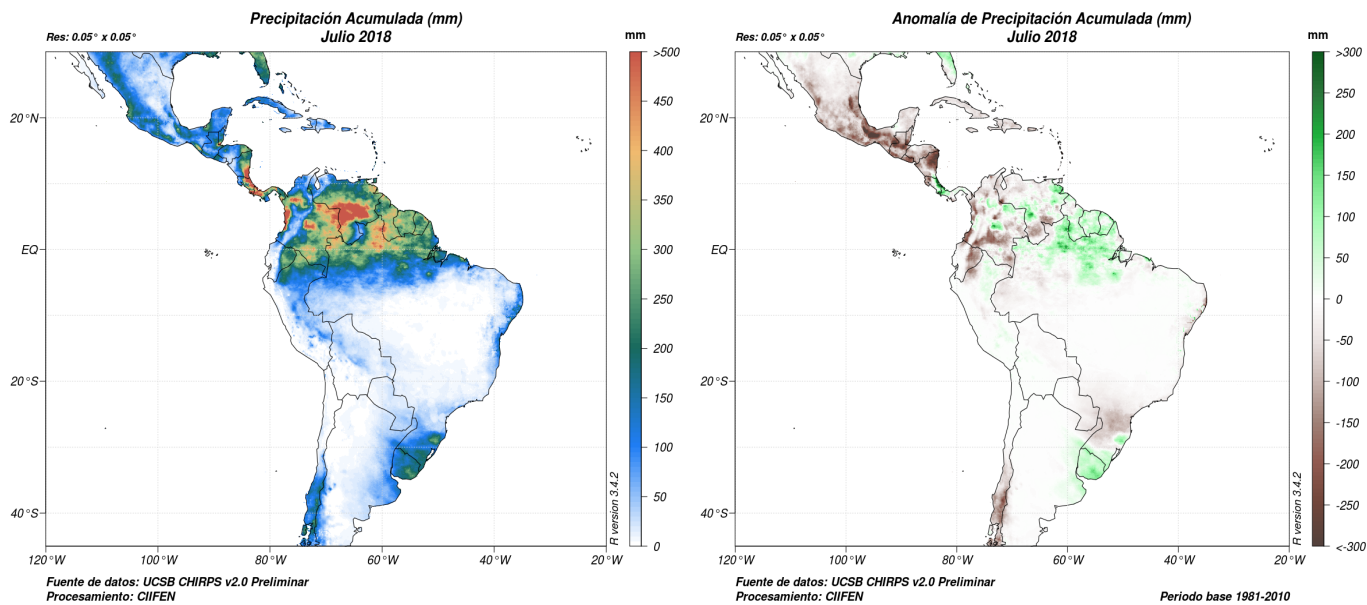 Precipitación Acumulada (mm)
Julio 2018
Res: 0.05° x 0.05°
mm
>500
450
400
350
300
250
200
150
100
50
0
20°N
EQ
20°S
40°S
120°W
100°W
80°W
60°W
40°W
20°W
R version 3.4.2
Fuente de datos: UCSB CHIRPS v2.0 Preliminar
Procesamiento: CIIFEN
Anomalía de Precipitación Acumulada (mm)
Julio 2018
Res: 0.05° x 0.05°
mm
>300
250
200
150
100
50
0
-50
-100
-150
-200
-250
<-300
20°N
EQ
20°S
40°S
120°W
100°W
80°W
60°W
40°W
20°W
R version 3.4.2
Fuente de datos: UCSB CHIRPS v2.0 Preliminar
Procesamiento: CIIFEN
Periodo base 1981-2010